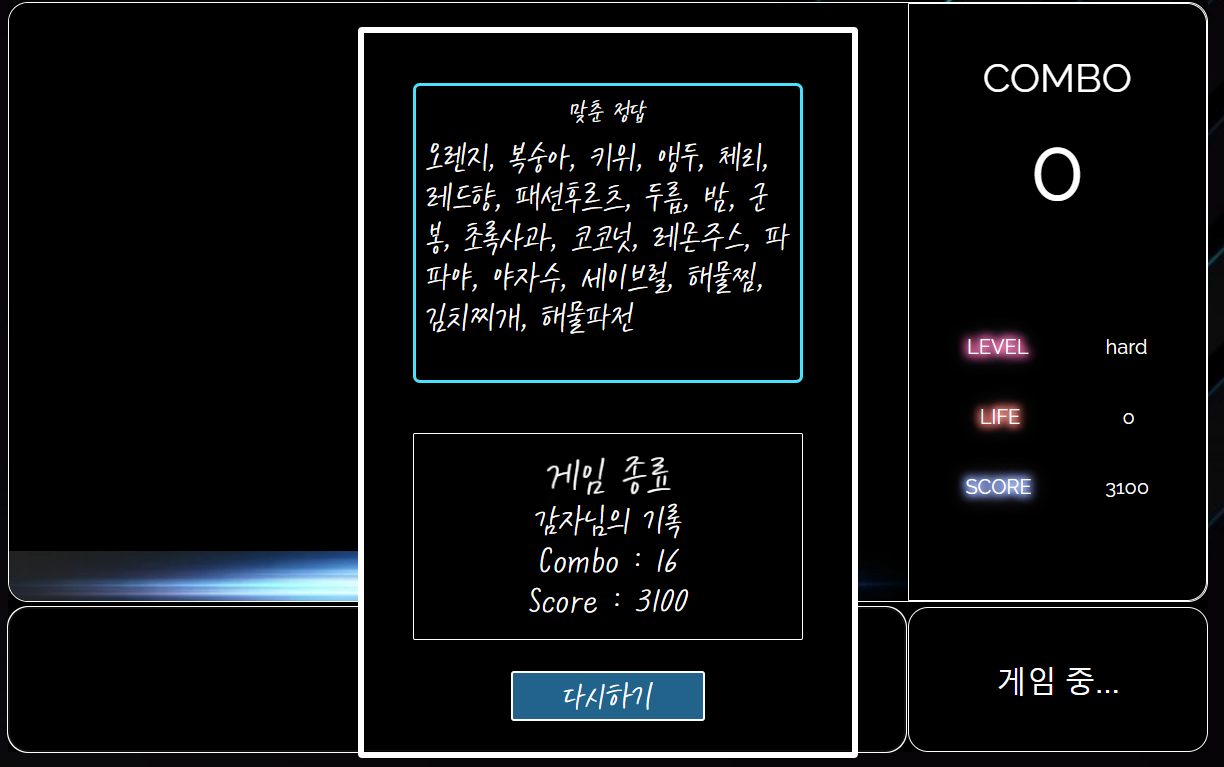 맞춘 정답
오렌지, 복숭아, 키위, 앵두, 체리,
레드향, 패션후르츠, 두릅, 밤, 군
봉, 초록사과, 코코넛, 레몬주스, 파
파야, 야자수, 세이브럴, 해물찜,
김치찌개, 해물파전
게임 종료
감자님의 기록
Combo : 16
Score : 3100
다시하기
COMBO
0
LEVEL hard
LIFE 0
SCORE 3100
게임 중...